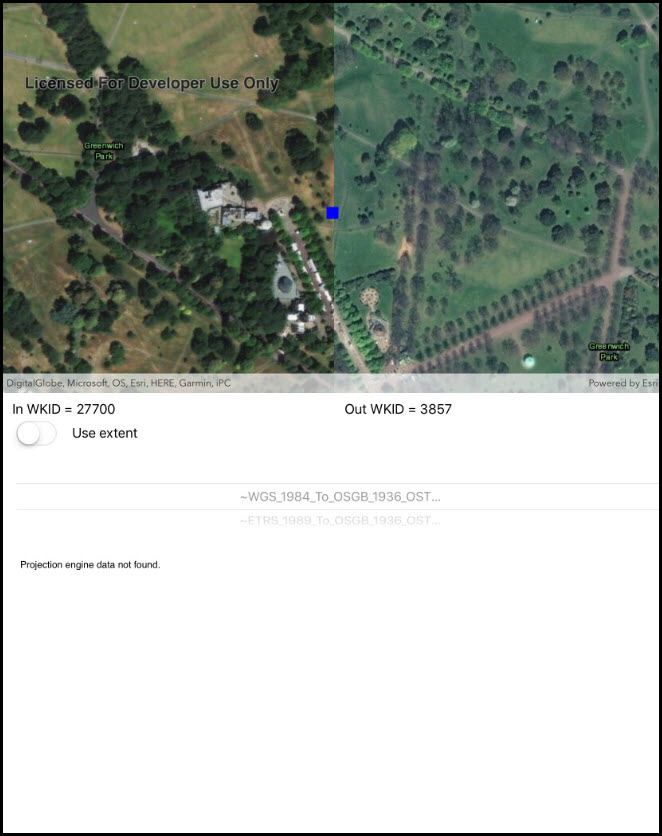 Licensed For Developer Use Only
Greenwich
Park
Greenwich
Park
DigitalGlobe, Microsoft, OS, Esri, HERE, Garmin, iPC
Powered by Esri
In WKID = 27700
Out WKID = 3857
Use extent
~WGS_1984_To_OSGB_1936_OST...
~ETRS_1989_To_OSGB_1936_OST...
Projection engine data not found.